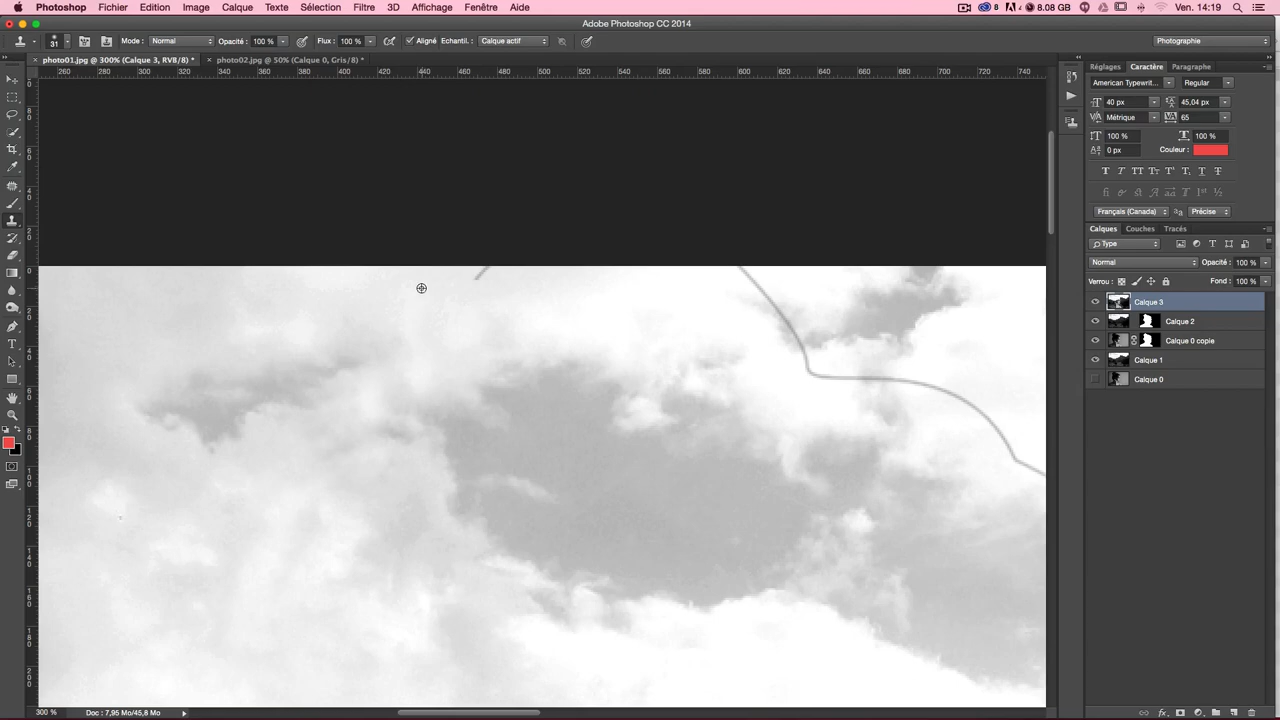 Photoshop Fichier Edition Image Calque Texte Sélection Filtre 3D Affichage Fenêtre Aide 8 8.08 GB Ven. 14:19
Adobe Photoshop CC 2014
31 Mode : Normal Opacité : 100 % Flux : 100 % Aligné Echantil. : Calque actif Photographie
photo01.jpg @ 300% (Calque 3, RVB/8) * photo02.jpg @ 50% (Calque 0, Gris/8) *
260 280 300 320 340 360 380 400 420 440 460 480 500 520 540 560 580 600 620 640 660 680 700 720 740
Réglages Caractère Paragraphe
American Typewrit... Regular
40 px 45,04 px
Métrique 65
100 % 100 %
0 px Couleur :
Français (Canada) aa Précise
Calques Couches Tracés
Type
Normal Opacité : 100 %
Verrou : Fond : 100 %
Calque 3
Calque 2
Calque 0 copie
Calque 1
Calque 0
300 % Doc : 7,95 Mo/45,8 Mo